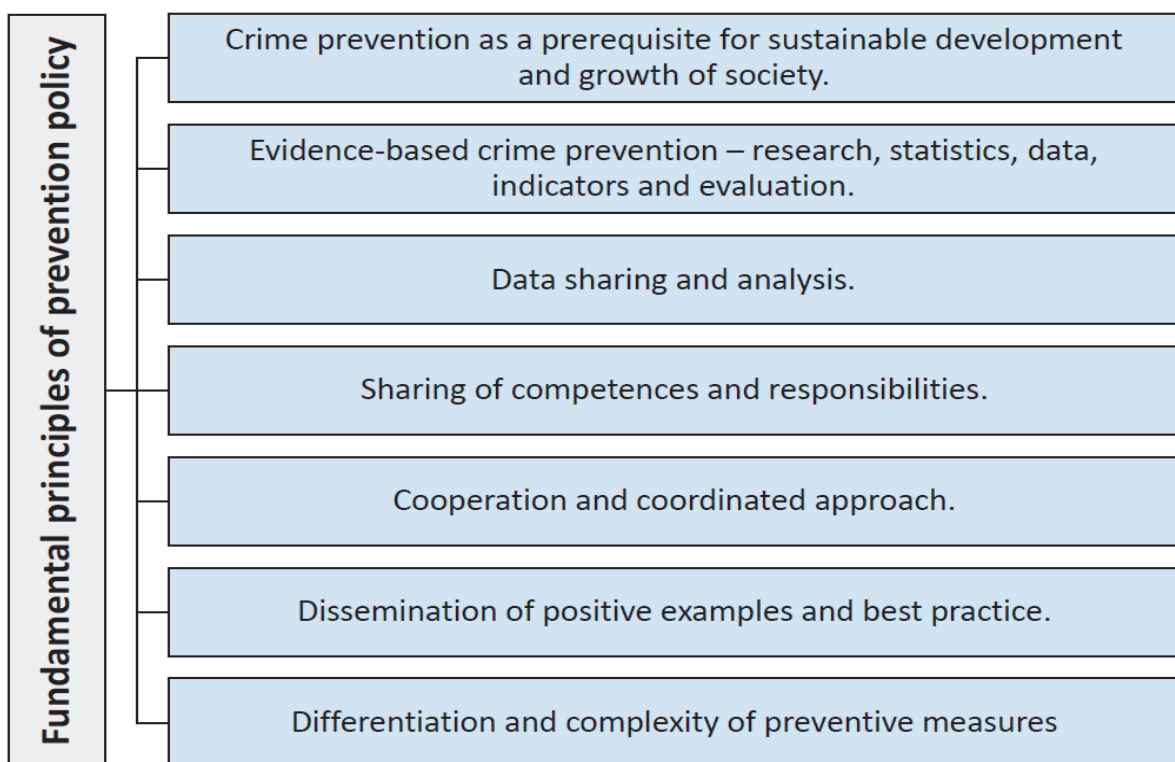 Fundamental principles of prevention policy
Crime prevention as a prerequisite for sustainable development
and growth of society.
Evidence-based crime prevention – research, statistics, data,
indicators and evaluation.
Data sharing and analysis.
Sharing of competences and responsibilities.
Cooperation and coordinated approach.
Dissemination of positive examples and best practice.
Differentiation and complexity of preventive measures